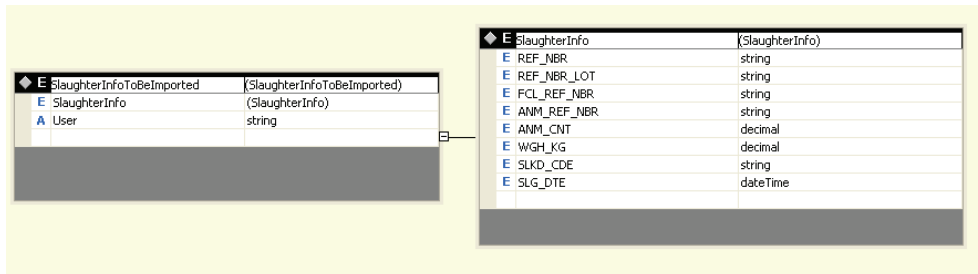 E SlaughterInfoToBeImported (SlaughterInfoToBeImported)
E SlaughterInfo (SlaughterInfo)
A User string
E SlaughterInfo (SlaughterInfo)
E REF_NBR string
E REF_NBR_LOT string
E FCL_REF_NBR string
E ANM_REF_NBR string
E ANM_CNT decimal
E WGH_KG decimal
E SLKD_CDE string
E SLG_DTE dateTime